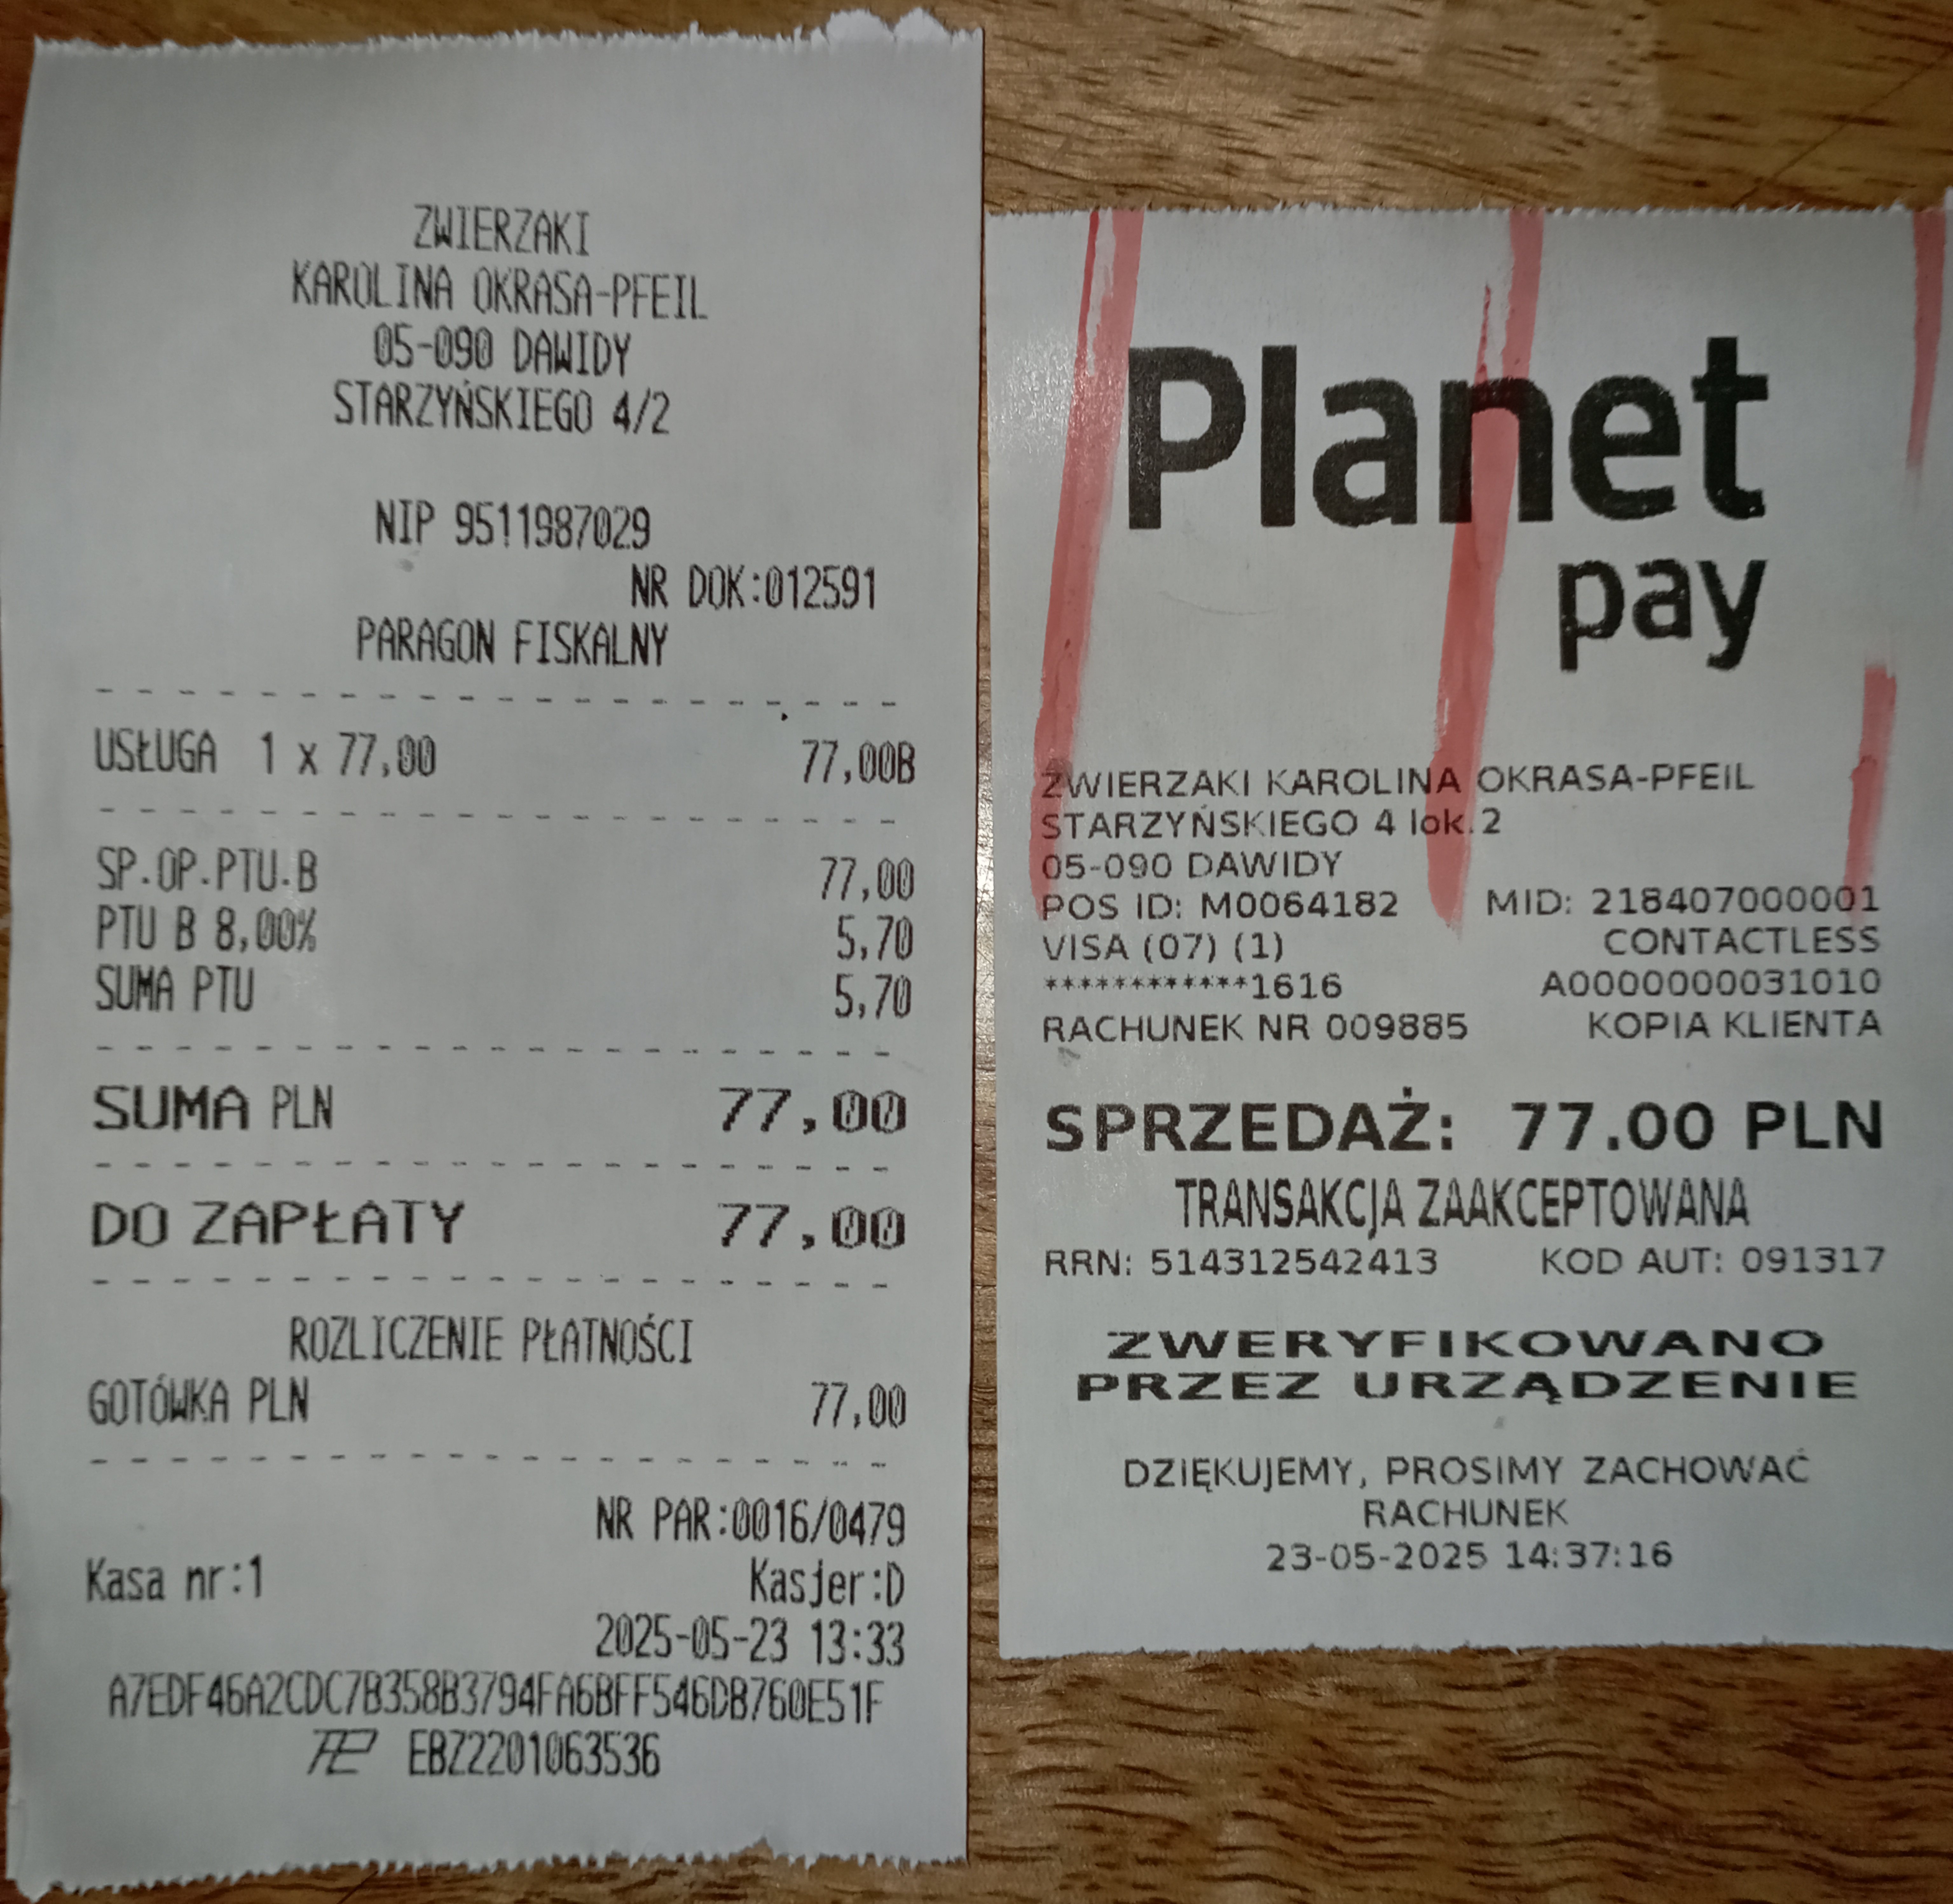 ZWIERZAKI
KAROLINA OKRASA-PFEIL
05-090 DAWIDY
STARZYŃSKIEGO 4/2
NIP 9511987029
NR DOK:012591
PARAGON FISKALNY
USŁUGA 1 x 77,00 77,00B
SP.OP.PTU.B 77,00
PTU B 8,00% 5,70
SUMA PTU 5,70
SUMA PLN 77,00
DO ZAPŁATY 77,00
ROZLICZENIE PŁATNOŚCI
GOTÓWKA PLN 77,00
NR PAR:0016/0479
Kasa nr:1 Kasjer:D
2025-05-23 13:33
A7EDF46A2CDC7B358B3794FA6BFF546DB760E51F
EBZ2201063536
Planet
pay
ZWIERZAKI KAROLINA OKRASA-PFEIL
STARZYŃSKIEGO 4 lok.2
05-090 DAWIDY
POS ID: M0064182 MID: 218407000001
VISA (07) (1) CONTACTLESS
************1616 A0000000031010
RACHUNEK NR 009885 KOPIA KLIENTA
SPRZEDAŻ: 77.00 PLN
TRANSAKCJA ZAAKCEPTOWANA
RRN: 514312542413 KOD AUT: 091317
ZWERYFIKOWANO
PRZEZ URZĄDZENIE
DZIĘKUJEMY, PROSIMY ZACHOWAĆ
RACHUNEK
23-05-2025 14:37:16